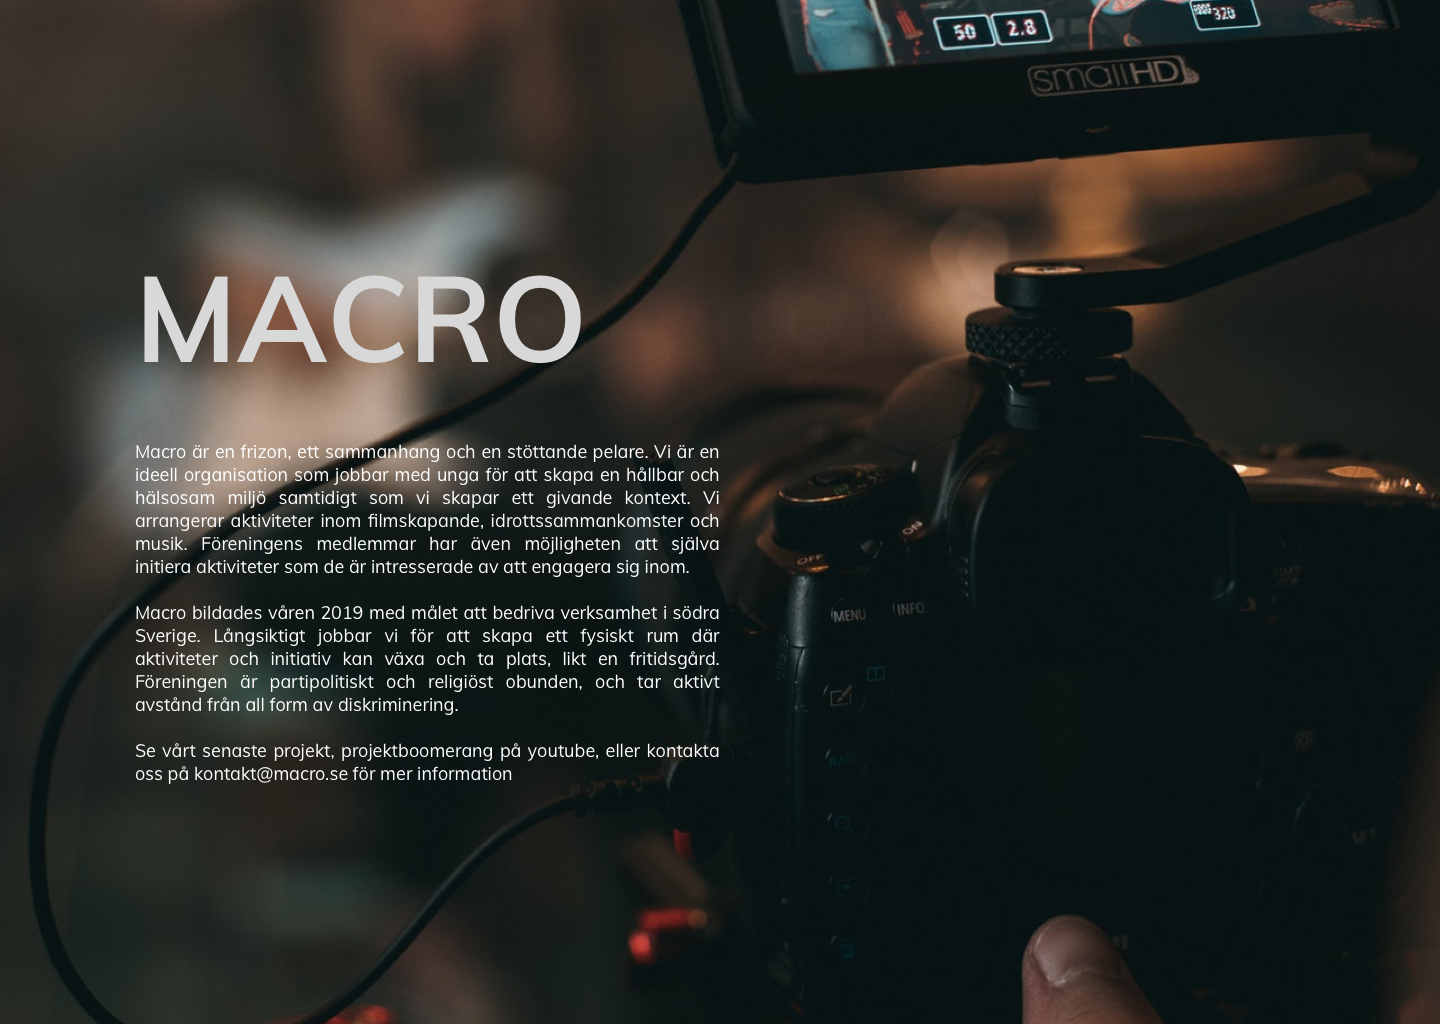 50 2.8 320
smallHD
MACRO
Macro är en frizon, ett sammanhang och en stöttande pelare. Vi är en
ideell organisation som jobbar med unga för att skapa en hållbar och
hälsosam miljö samtidigt som vi skapar ett givande kontext. Vi
arrangerar aktiviteter inom filmskapande, idrottssammankomster och
musik. Föreningens medlemmar har även möjligheten att själva
initiera aktiviteter som de är intresserade av att engagera sig inom.
Macro bildades våren 2019 med målet att bedriva verksamhet i södra
Sverige. Långsiktigt jobbar vi för att skapa ett fysiskt rum där
aktiviteter och initiativ kan växa och ta plats, likt en fritidsgård.
Föreningen är partipolitiskt och religiöst obunden, och tar aktivt
avstånd från all form av diskriminering.
Se vårt senaste projekt, projektboomerang på youtube, eller kontakta
oss på kontakt@macro.se för mer information
OFF ON
MENU INFO.
START
STOP
RATE
SET